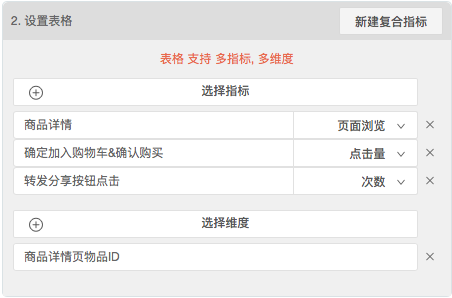 2. 设置表格 新建复合指标
表格 支持 多指标, 多维度
选择指标
商品详情 页面浏览
确定加入购物车&确认购买 点击量
转发分享按钮点击 次数
选择维度
商品详情页物品ID